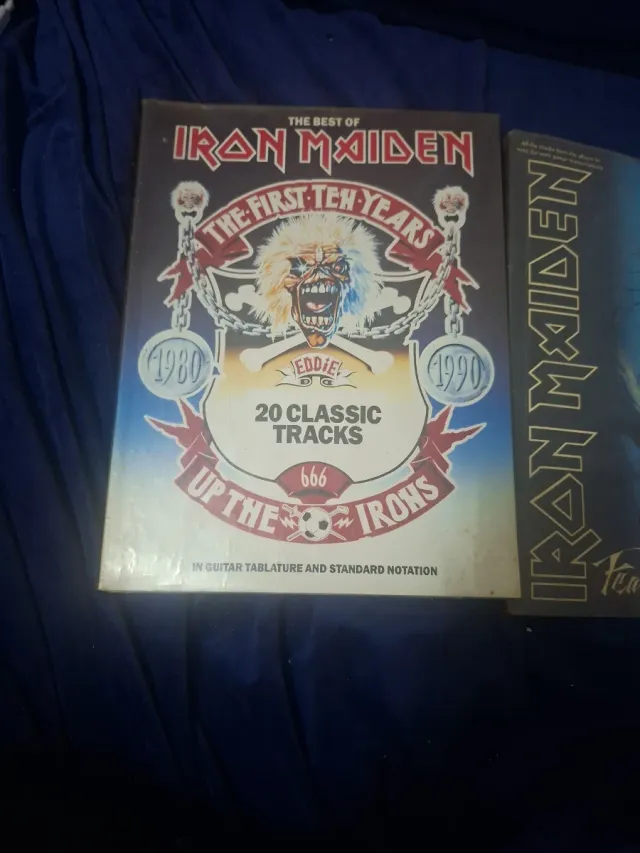 THE BEST OF
IRON MAIDEN
THE·FIRST·TEN·YEARS
1980
1990
EDDIE
20 CLASSIC
TRACKS
666
UP THE IRONS
IN GUITAR TABLATURE AND STANDARD NOTATION
IRON MAIDEN